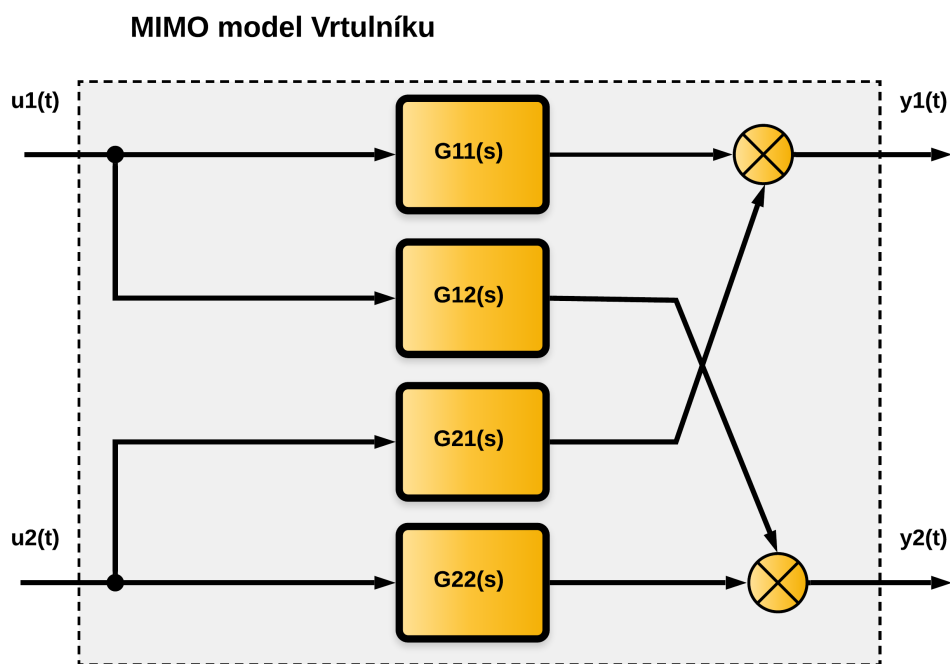 MIMO model Vrtulníku
u1(t)
y1(t)
G11(s)
G12(s)
G21(s)
u2(t)
y2(t)
G22(s)